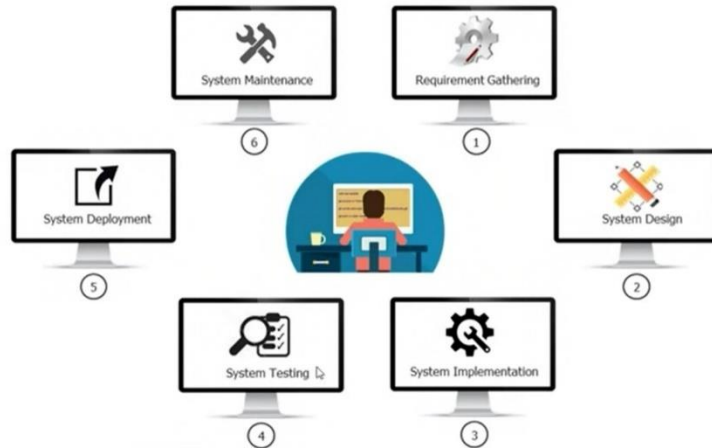 System Maintenance
Requirement Gathering
6
1
System Deployment
System Design
5
2
System Testing
System Implementation
4
3